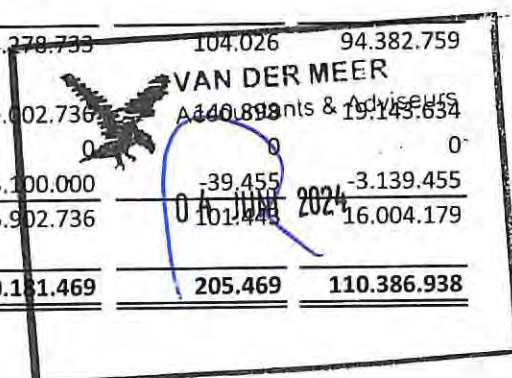 .278.733 104.026 94.382.759
VAN DER MEER
Accountants & Adviseurs
.002.736 140.898 19.143.634
0 0 0
.100.000 -39.455 -3.139.455
04 JUNI 2024
.902.736 101.443 16.004.179
.181.469 205.469 110.386.938